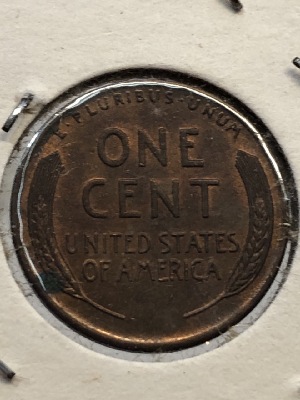 E·PLURIBUS·UNUM
ONE
CENT
UNITED STATES
OF AMERICA